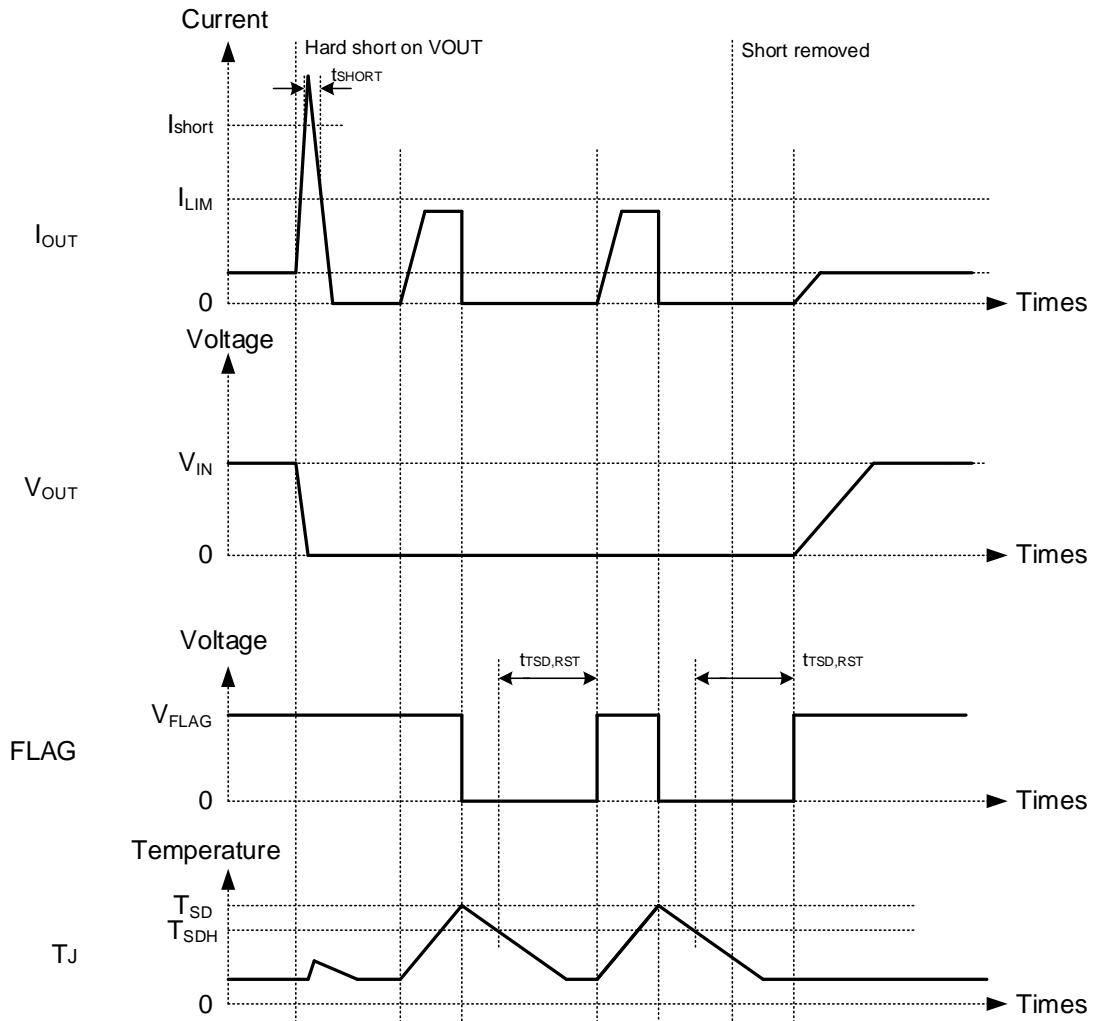 Current
Hard short on VOUT
Short removed
tSHORT
Ishort
ILIM
IOUT
0
Times
Voltage
VIN
VOUT
0
Times
Voltage
tTSD,RST
tTSD,RST
VFLAG
FLAG
0
Times
Temperature
TSD
TSDH
TJ
0
Times